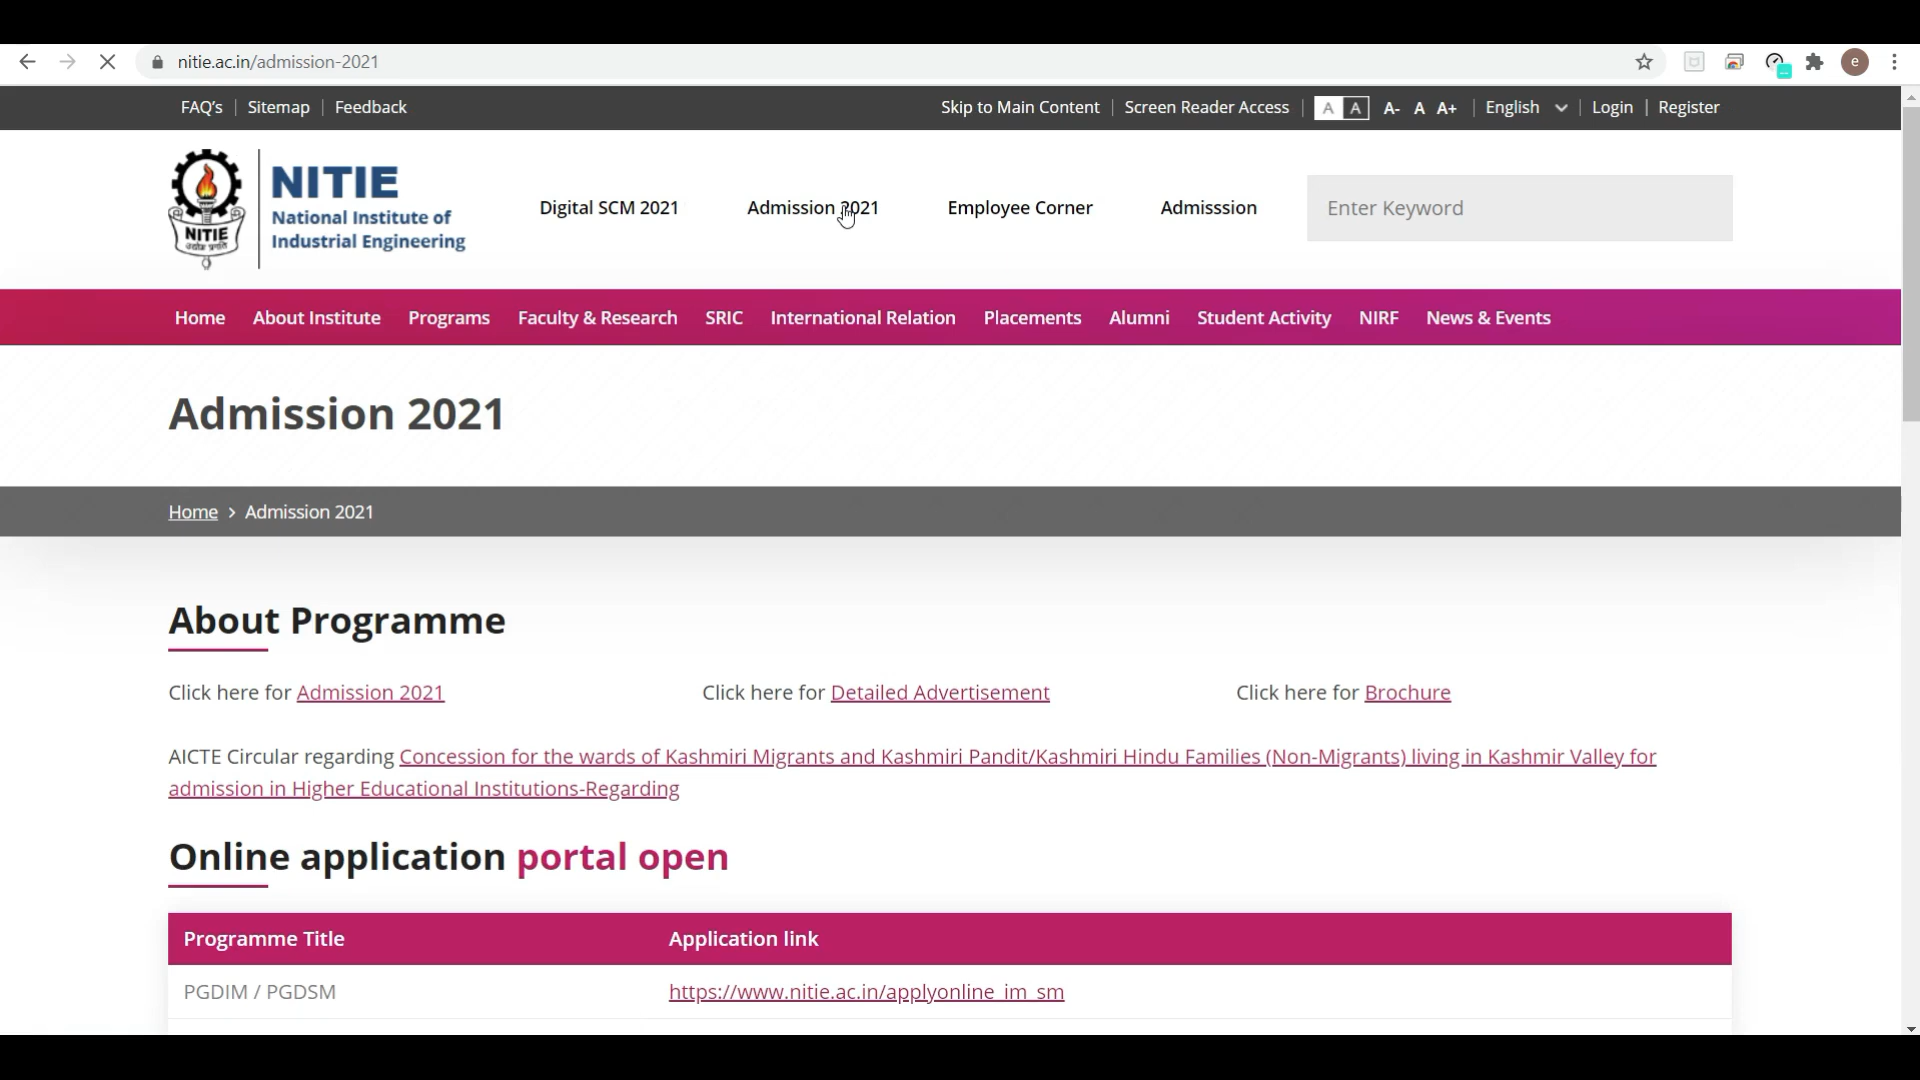 nitie.ac.in/admission-2021
e
FAQ's
Sitemap
Feedback
Skip to Main Content
Screen Reader Access
A A
A- A A+
English
Login
Register
NITIE
NITIE
National Institute of
Industrial Engineering
Digital SCM 2021
Admission 2021
Employee Corner
Admisssion
Enter Keyword
Home
About Institute
Programs
Faculty & Research
SRIC
International Relation
Placements
Alumni
Student Activity
NIRF
News & Events
Admission 2021
Home > Admission 2021
About Programme
Click here for Admission 2021
Click here for Detailed Advertisement
Click here for Brochure
AICTE Circular regarding Concession for the wards of Kashmiri Migrants and Kashmiri Pandit/Kashmiri Hindu Families (Non-Migrants) living in Kashmir Valley for
admission in Higher Educational Institutions-Regarding
Online application portal open
Programme Title
Application link
PGDIM / PGDSM
https://www.nitie.ac.in/applyonline_im_sm